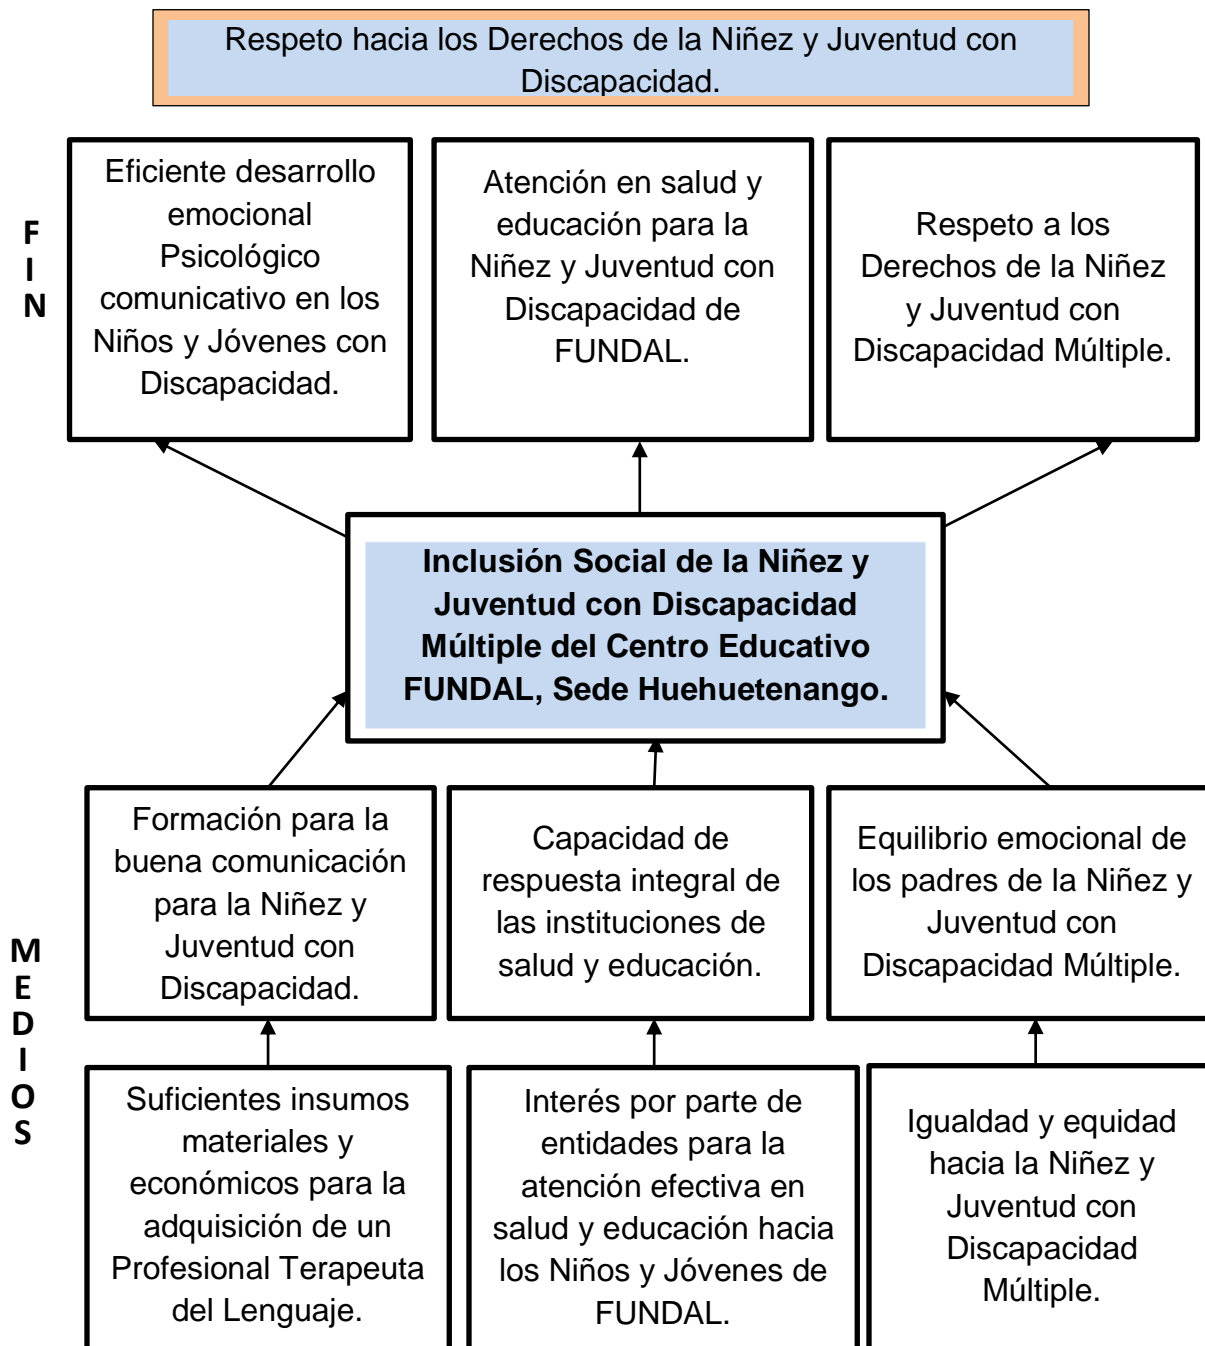 Respeto hacia los Derechos de la Niñez y Juventud con
Discapacidad.
FIN
Eficiente desarrollo
emocional
Psicológico
comunicativo en los
Niños y Jóvenes con
Discapacidad.
Atención en salud y
educación para la
Niñez y Juventud con
Discapacidad de
FUNDAL.
Respeto a los
Derechos de la Niñez
y Juventud con
Discapacidad Múltiple.
Inclusión Social de la Niñez y
Juventud con Discapacidad
Múltiple del Centro Educativo
FUNDAL, Sede Huehuetenango.
MEDIOS
Formación para la
buena comunicación
para la Niñez y
Juventud con
Discapacidad.
Capacidad de
respuesta integral de
las instituciones de
salud y educación.
Equilibrio emocional de
los padres de la Niñez y
Juventud con
Discapacidad Múltiple.
Suficientes insumos
materiales y
económicos para la
adquisición de un
Profesional Terapeuta
del Lenguaje.
Interés por parte de
entidades para la
atención efectiva en
salud y educación hacia
los Niños y Jóvenes de
FUNDAL.
Igualdad y equidad
hacia la Niñez y
Juventud con
Discapacidad
Múltiple.